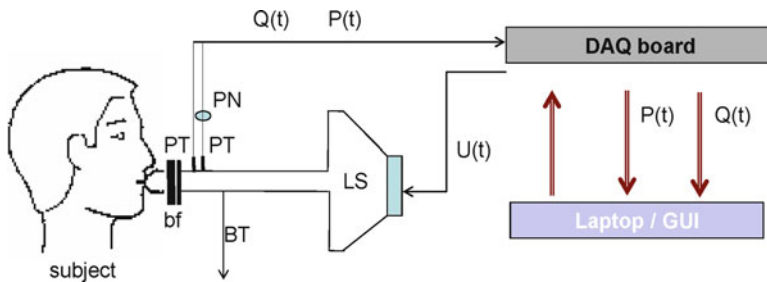 Q(t) P(t)
DAQ board
PN
P(t) Q(t)
PT PT
U(t)
LS
bf
Laptop / GUI
BT
subject